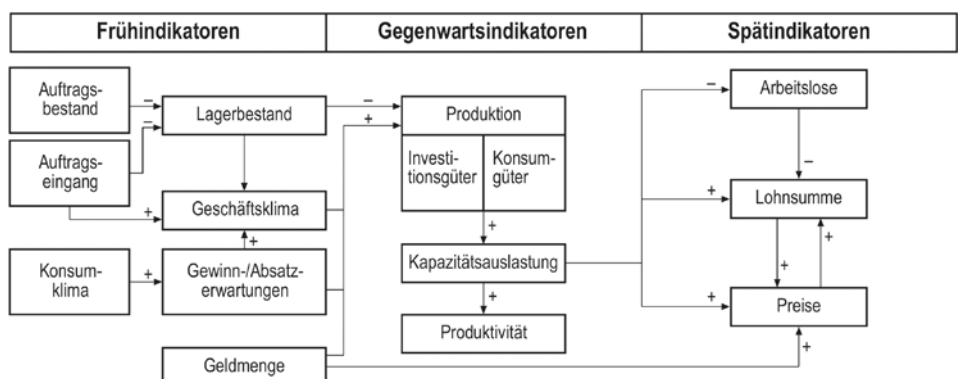 Frühindikatoren
Gegenwartsindikatoren
Spätindikatoren
Auftrags-
bestand
–
Auftrags-
eingang
–
+
Konsum-
klima
+
Lagerbestand
–
Geschäftsklima
+
+
Gewinn-/Absatz-
erwartungen
Geldmenge
Produktion
Investi-
tionsgüter
Konsum-
güter
+
Kapazitätsauslastung
+
Produktivität
–
Arbeitslose
–
+
Lohnsumme
+
+
+
Preise
+